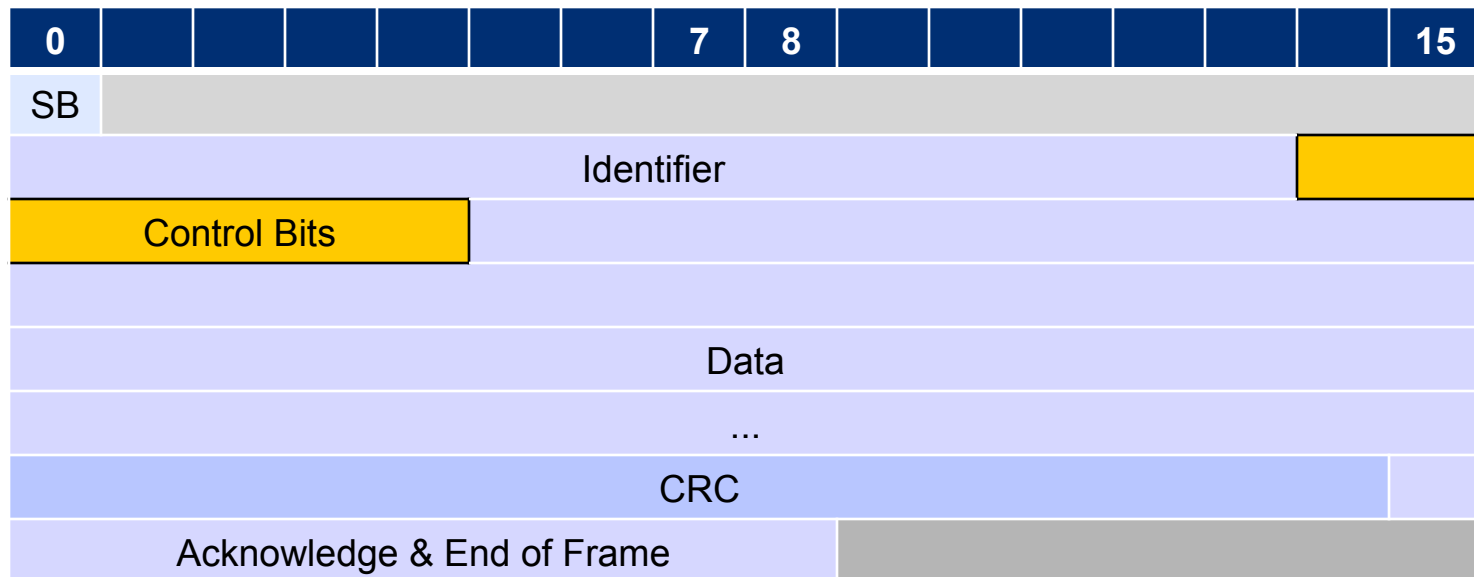 0 7 8 15
SB
Identifier
Control Bits
Data
...
CRC
Acknowledge & End of Frame